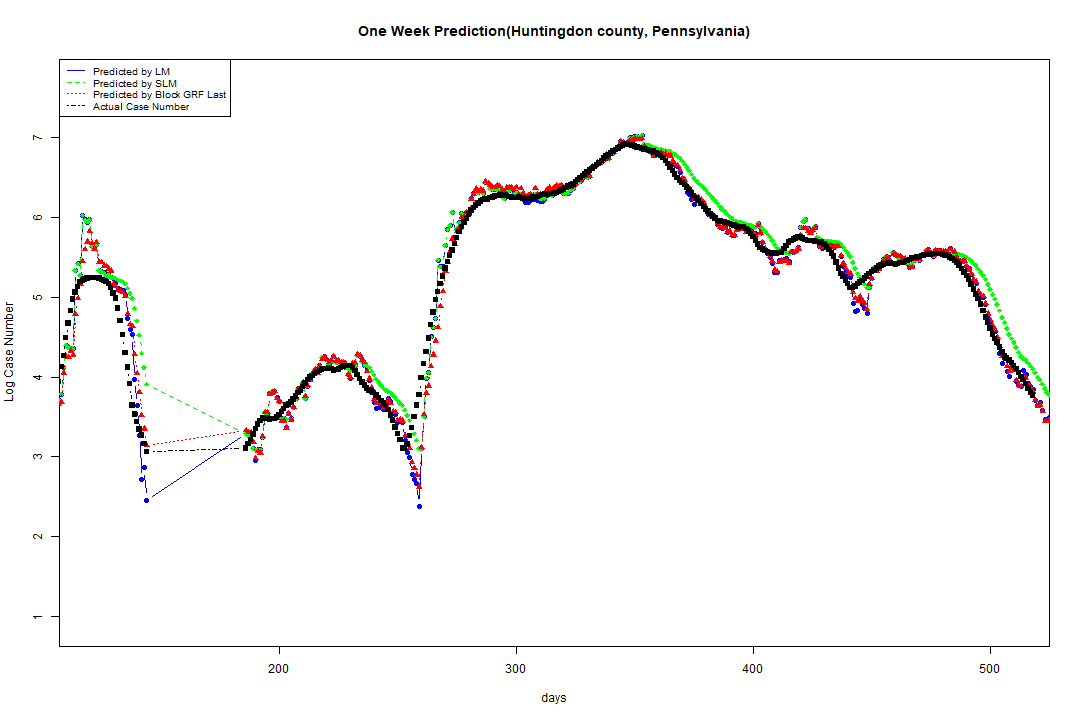 One Week Prediction(Huntingdon county, Pennsylvania)
Predicted by LM
Predicted by SLM
Predicted by Block GRF Last
Actual Case Number
7
6
5
4
3
2
1
Log Case Number
200 300 400 500
days